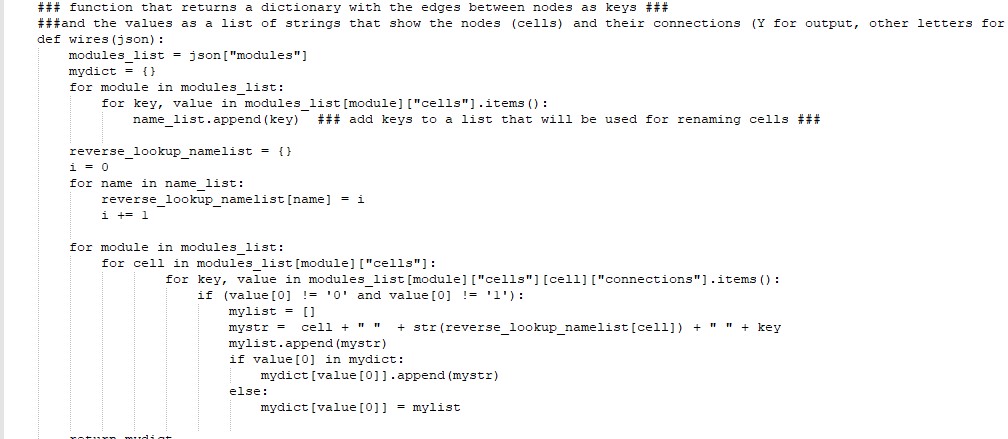 ### function that returns a dictionary with the edges between nodes as keys ###
###and the values as a list of strings that show the nodes (cells) and their connections (Y for output, other letters for
def wires(json):
    modules_list = json["modules"]
    mydict = {}
    for module in modules_list:
        for key, value in modules_list[module]["cells"].items():
            name_list.append(key)  ### add keys to a list that will be used for renaming cells ###

    reverse_lookup_namelist = {}
    i = 0
    for name in name_list:
        reverse_lookup_namelist[name] = i
        i += 1

    for module in modules_list:
        for cell in modules_list[module]["cells"]:
                for key, value in modules_list[module]["cells"][cell]["connections"].items():
                    if (value[0] != '0' and value[0] != '1'):
                        mylist = []
                        mystr =  cell + " "  + str(reverse_lookup_namelist[cell]) + " " + key
                        mylist.append(mystr)
                        if value[0] in mydict:
                            mydict[value[0]].append(mystr)
                        else:
                            mydict[value[0]] = mylist

    return mydict